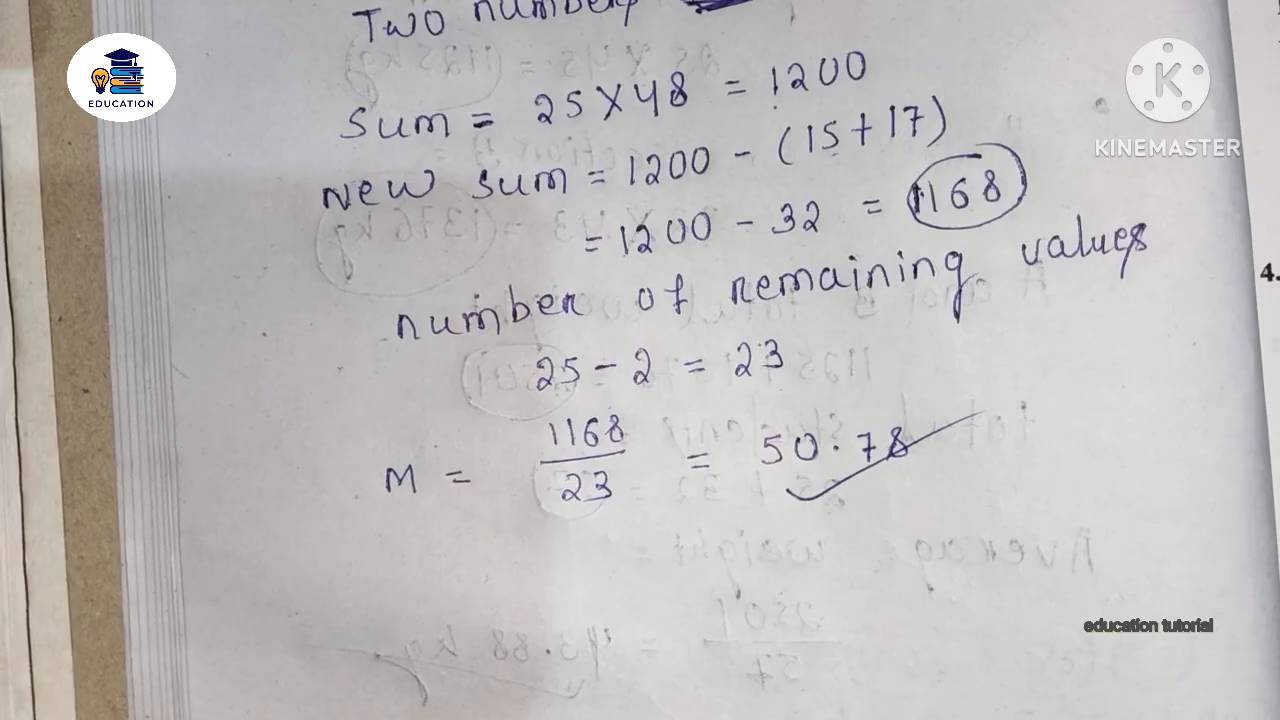 Two numbers
Sum = 25 X 48 = 1200
New sum = 1200 - (15 + 17)
= 1200 - 32 = 1168
number of remaining values
25 - 2 = 23
M = 1168/23 = 50.78
EDUCATION
K
KINEMASTER
4.
education tutorial